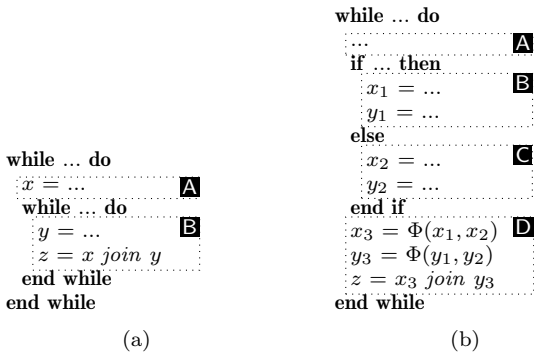 while ... do
x = ... A
while ... do
y = ... B
z = x join y
end while
end while
(a)
while ... do
... A
if ... then
x₁ = ... B
y₁ = ...
else
x₂ = ... C
y₂ = ...
end if
x₃ = Φ(x₁, x₂) D
y₃ = Φ(y₁, y₂)
z = x₃ join y₃
end while
(b)